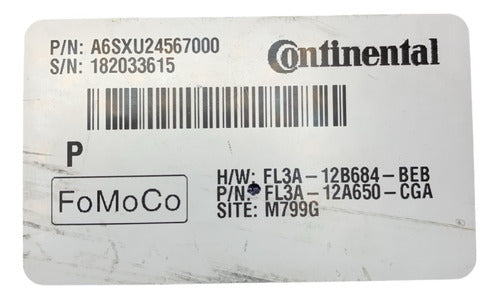 P/N: A6SXU24567000
S/N: 182033615
Continental
P
H/W: FL3A-12B684-BEB
P/N: FL3A-12A650-CGA
SITE: M799G
FoMoCo